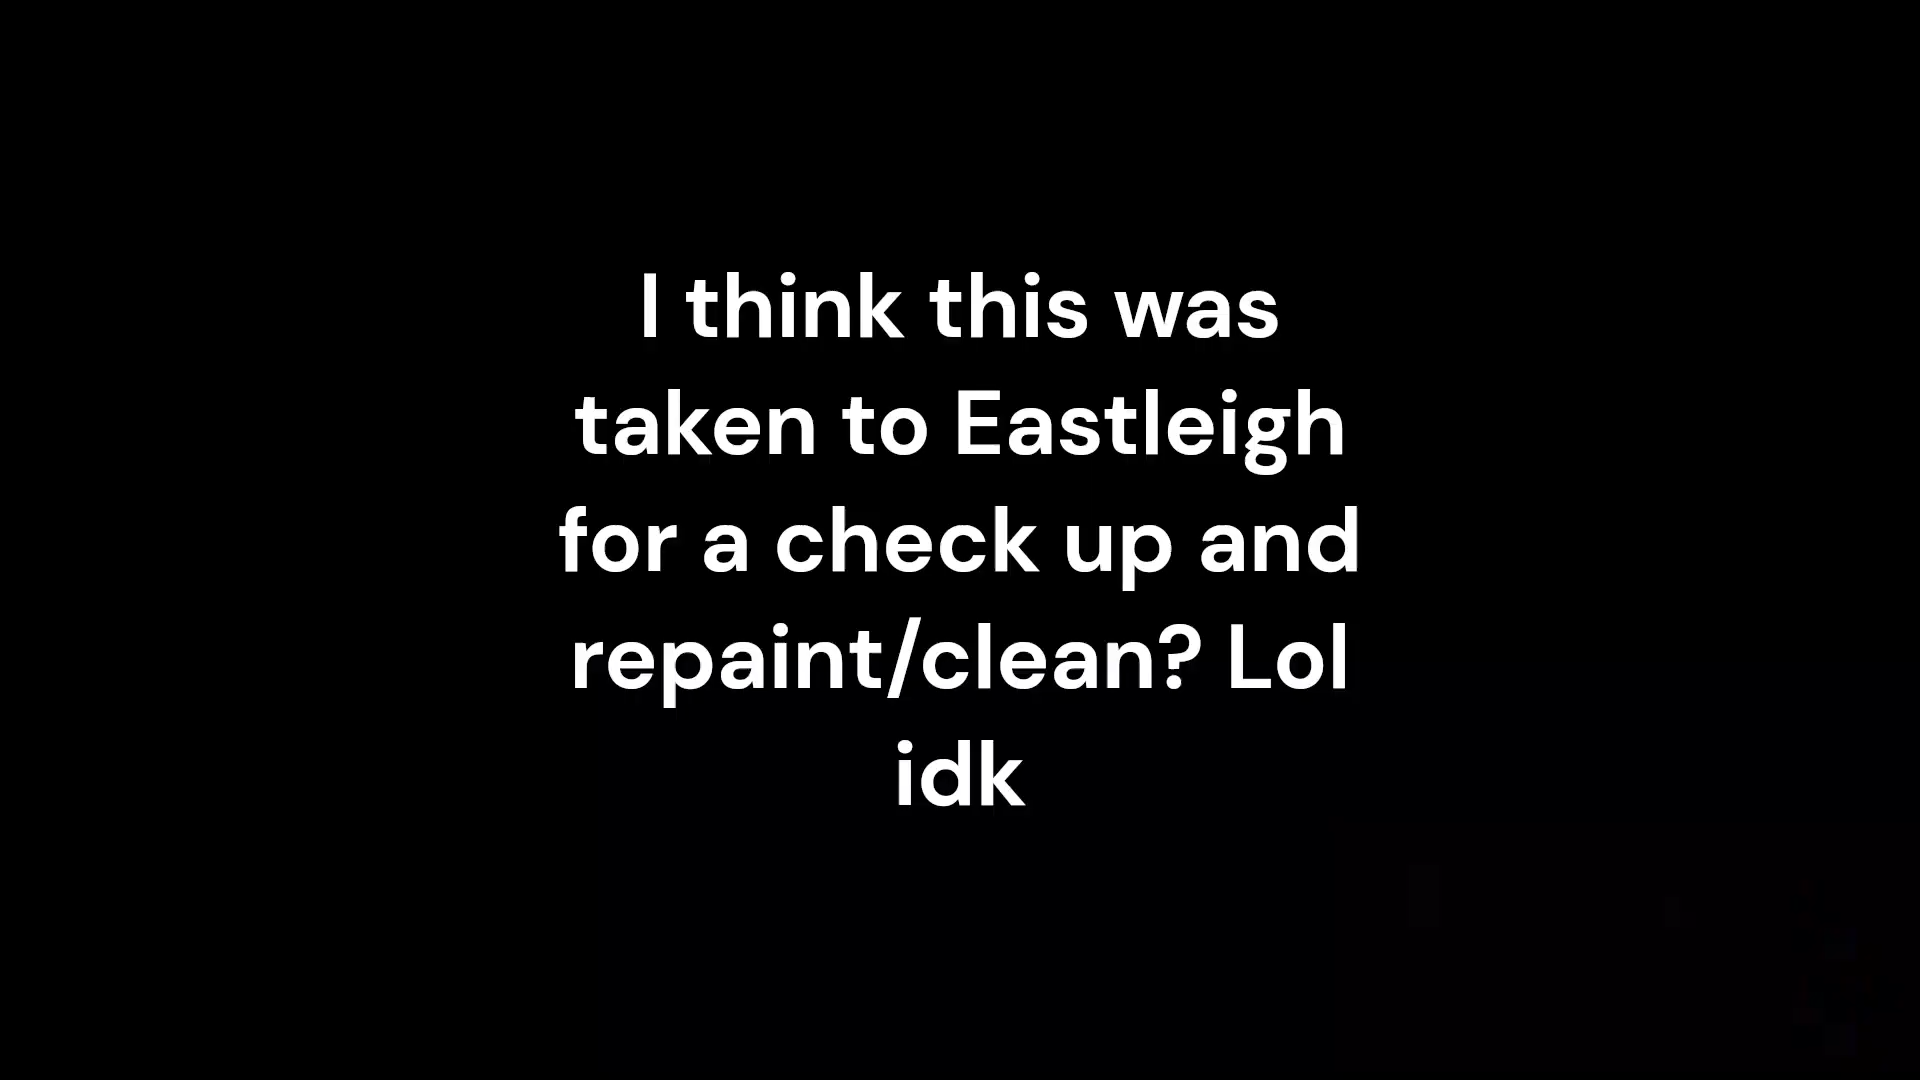 I think this was
taken to Eastleigh
for a check up and
repaint/clean? Lol
idk